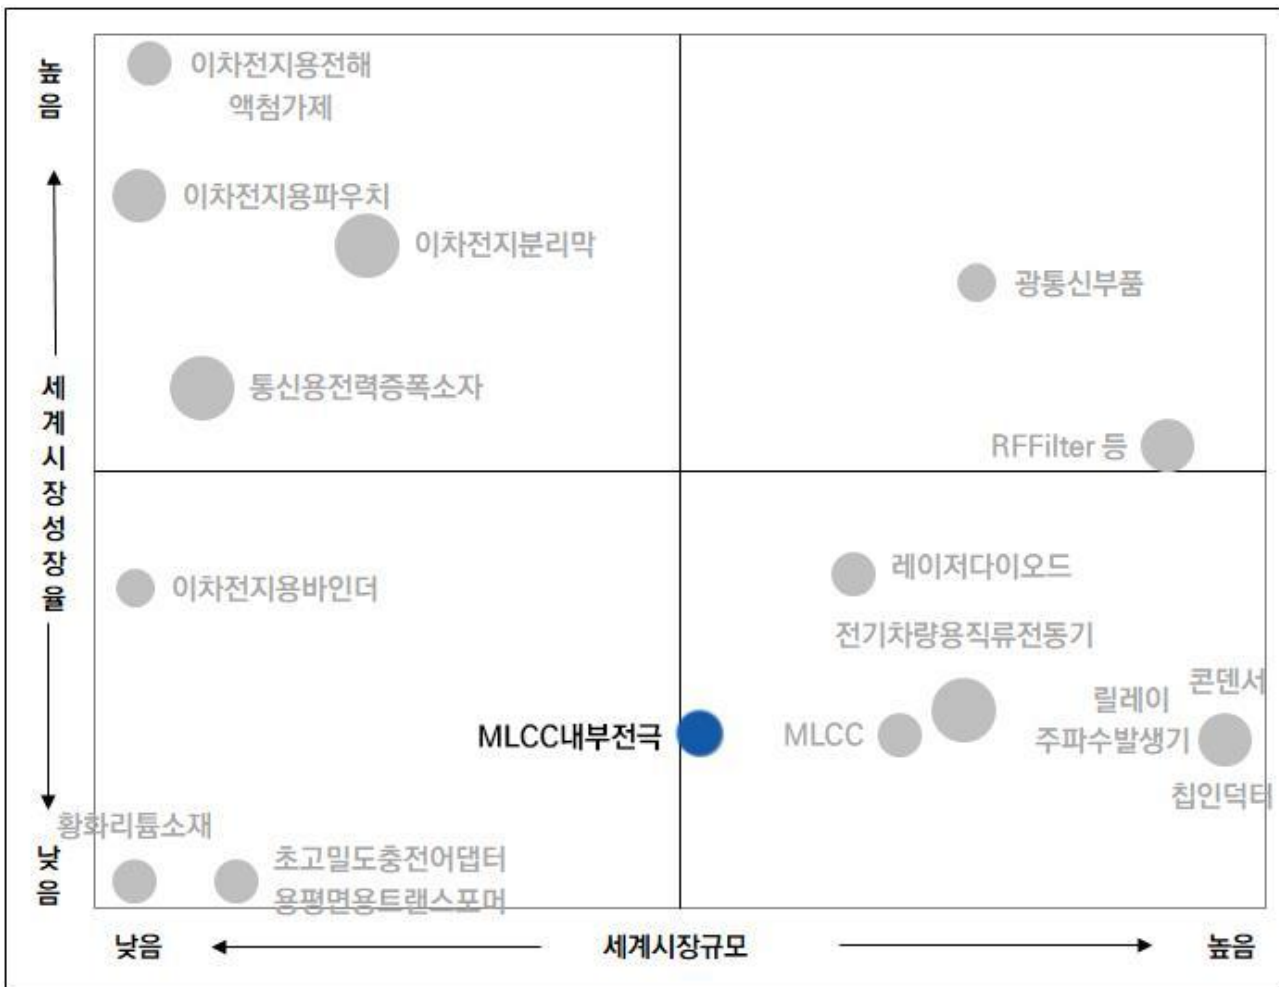 높음
이차전지용전해
액첨가제
이차전지용파우치
이차전지분리막
광통신부품
통신용전력증폭소자
RFFilter 등
세계시장성장율
레이저다이오드
이차전지용바인더
전기차량용직류전동기
콘덴서
릴레이
MLCC내부전극
MLCC
주파수발생기
칩인덕터
황화리튬소재
초고밀도충전어댑터
용평면용트랜스포머
낮음
낮음
세계시장규모
높음